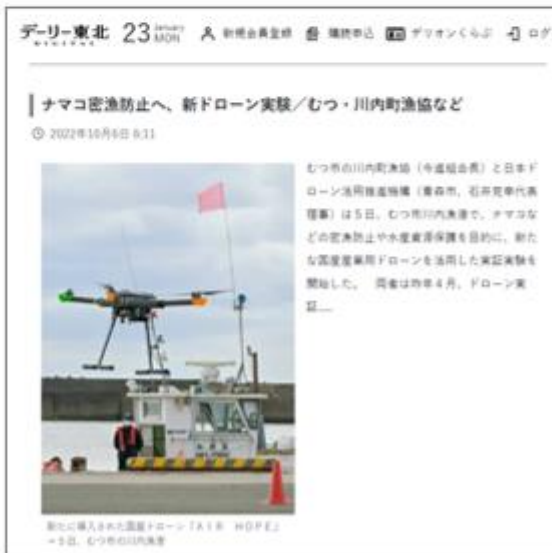 デーリー東北 23 January MON 新規会員登録 購読申込 デリオンくらぶ ログ
ナマコ密漁防止へ、新ドローン実験／むつ・川内町漁協など
2022年10月6日 6:11
むつ市の川内町漁協（今進組合長）と日本ド
ローン活用推進機構（青森市、石井克幸代表
理事）は５日、むつ市川内漁港で、ナマコな
どの密漁防止や水産資源保護を目的に、新た
な国産産業用ドローンを活用した実証実験を
開始した。 両者は昨年４月、ドローン実
証…
新たに導入された国産ドローン「ＡＩＲ ＨＯＰＥ」
＝５日、むつ市の川内漁港